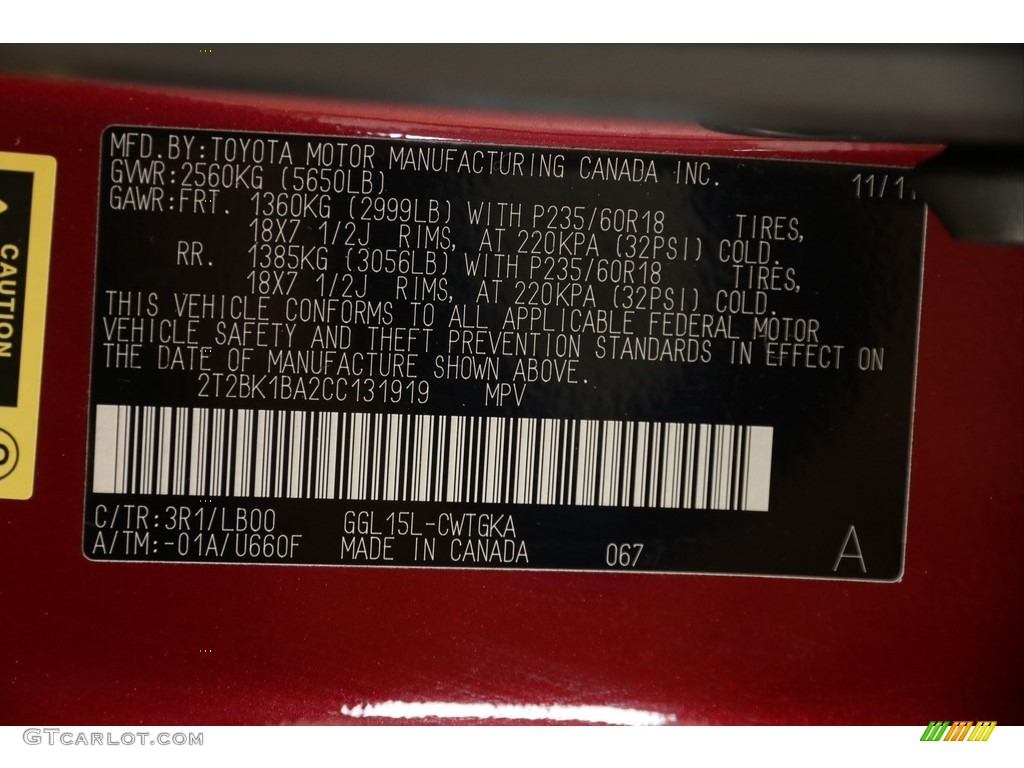 MFD. BY: TOYOTA MOTOR MANUFACTURING CANADA INC.
GVWR: 2560KG (5650LB) 11/1
GAWR: FRT. 1360KG (2999LB) WITH P235/60R18 TIRES,
18X7 1/2J RIMS, AT 220KPA (32PSI) COLD.
RR. 1385KG (3056LB) WITH P235/60R18 TIRES,
18X7 1/2J RIMS, AT 220KPA (32PSI) COLD.
THIS VEHICLE CONFORMS TO ALL APPLICABLE FEDERAL MOTOR
VEHICLE SAFETY AND THEFT PREVENTION STANDARDS IN EFFECT ON
THE DATE OF MANUFACTURE SHOWN ABOVE.
2T2BK1BA2CC131919 MPV
C/TR: 3R1/LB00 GGL15L-CWTGKA
A/TM: -01A/U660F MADE IN CANADA 067 A
CAUTION
GTCarlot.com